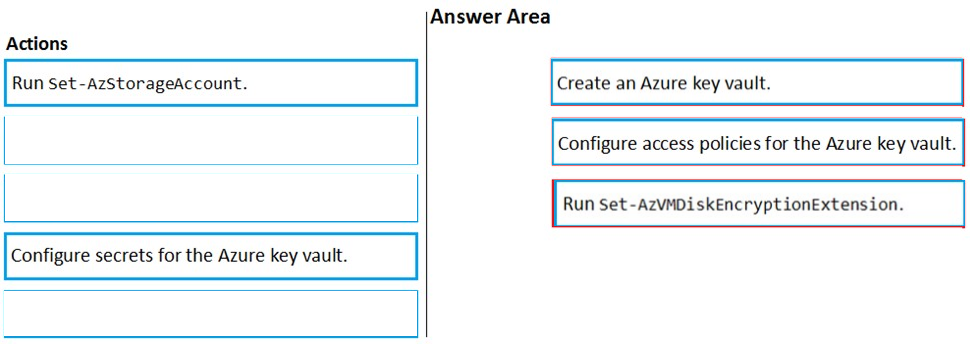 Answer Area
Actions
Run Set-AzStorageAccount.
Configure secrets for the Azure key vault.
Create an Azure key vault.
Configure access policies for the Azure key vault.
Run Set-AzVMDiskEncryptionExtension.